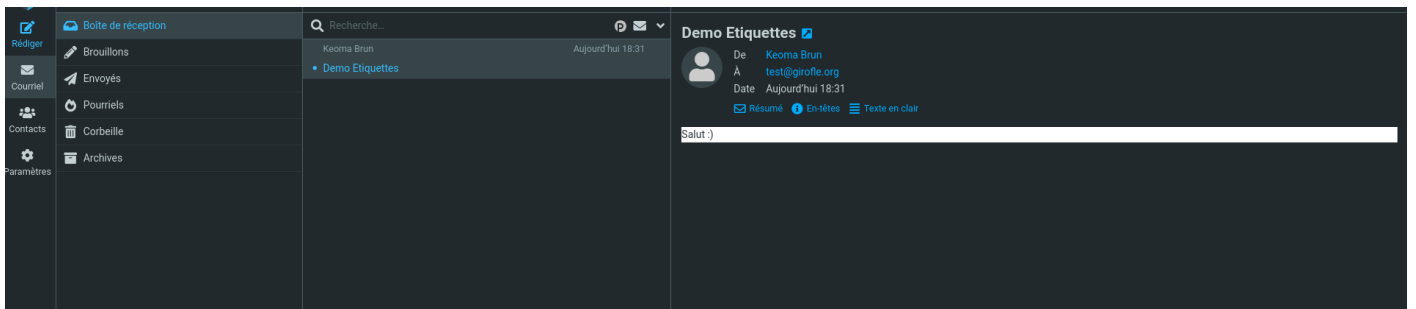 Rédiger
Courriel
Contacts
Paramètres
Boîte de réception
Brouillons
Envoyés
Pourriels
Corbeille
Archives
Recherche...
Keoma Brun Aujourd'hui 18:31
Demo Etiquettes
Demo Etiquettes
De Keoma Brun
À test@girofle.org
Date Aujourd'hui 18:31
Résumé En-têtes Texte en clair
Salut :)